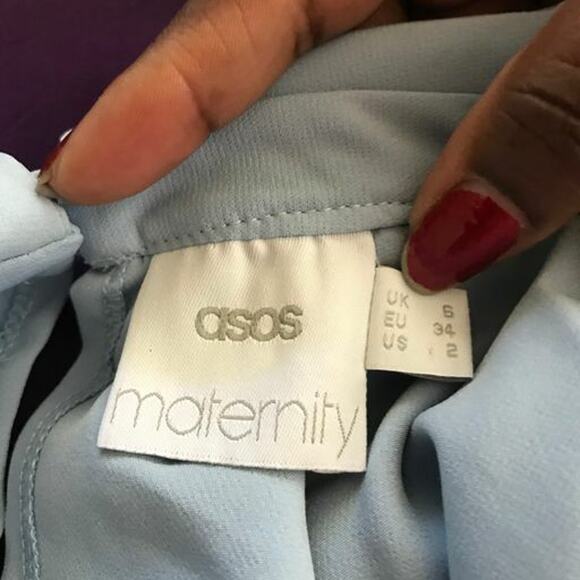 asos
maternity
UK 6
EU 34
US 2